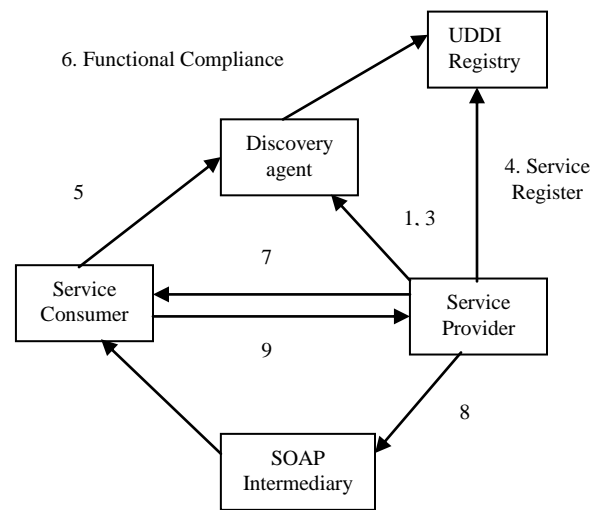 UDDI
Registry
6. Functional Compliance
Discovery
agent
4. Service
Register
5
1, 3
7
Service
Consumer
Service
Provider
9
8
SOAP
Intermediary